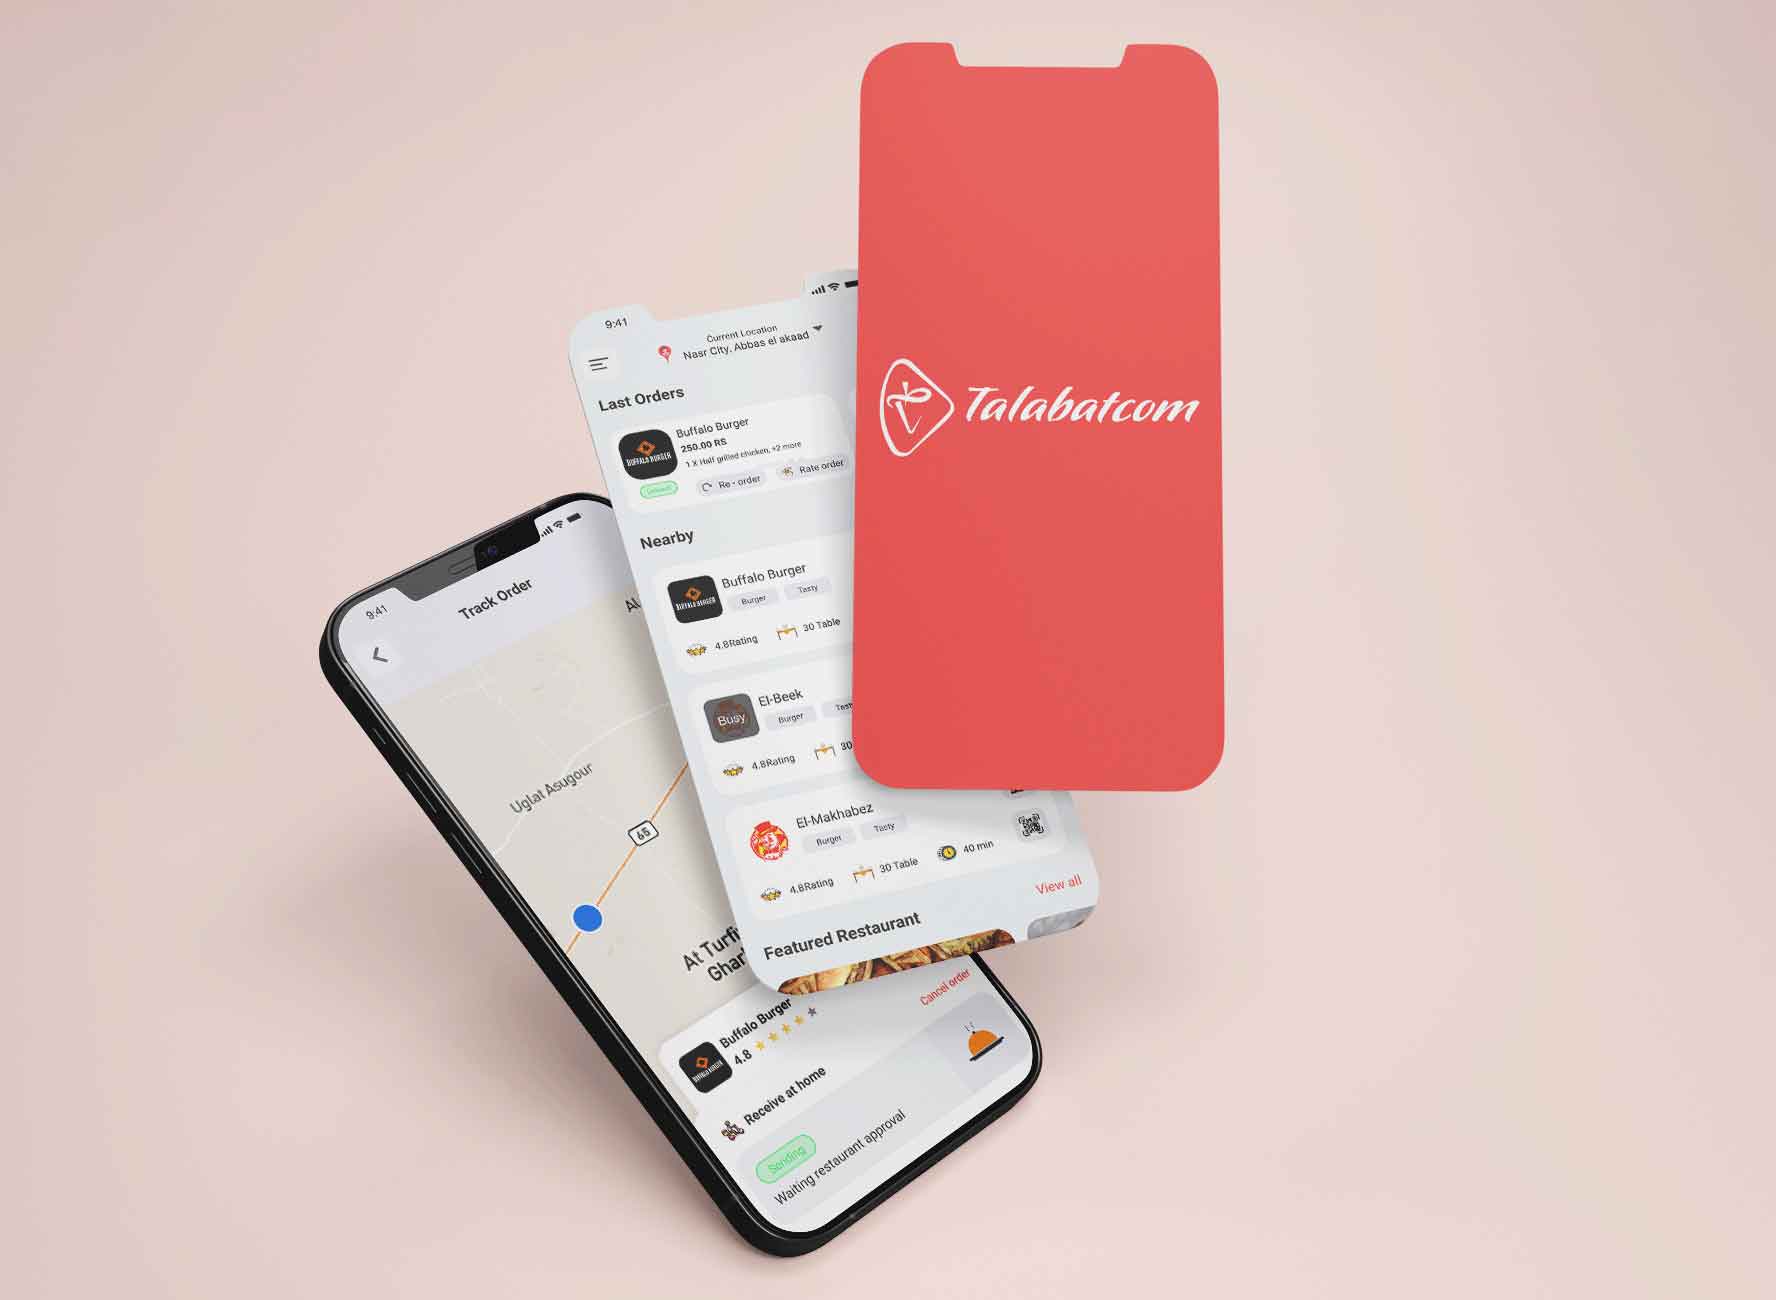 Talabatcom
9:41
Current Location
Nasr City, Abbas el akaad
Last Orders
Buffalo Burger
250.00 RS
1 X Half grilled chicken, +2 more
BUFFALO BURGER
Re - order
Rate order
Nearby
Buffalo Burger
Burger
Tasty
BUFFALO BURGER
4.8Rating
30 Table
El-Beek
Busy
Burger
4.8Rating
30
El-Makhabez
Burger
Tasty
4.8Rating
30 Table
40 min
View all
Featured Restaurant
9:41
Track Order
Uglat Asugour
65
At Turfi
Ghar
Buffalo Burger
4.8
BUFFALO BURGER
Cancel order
Receive at home
Sending
Waiting restaurant approval